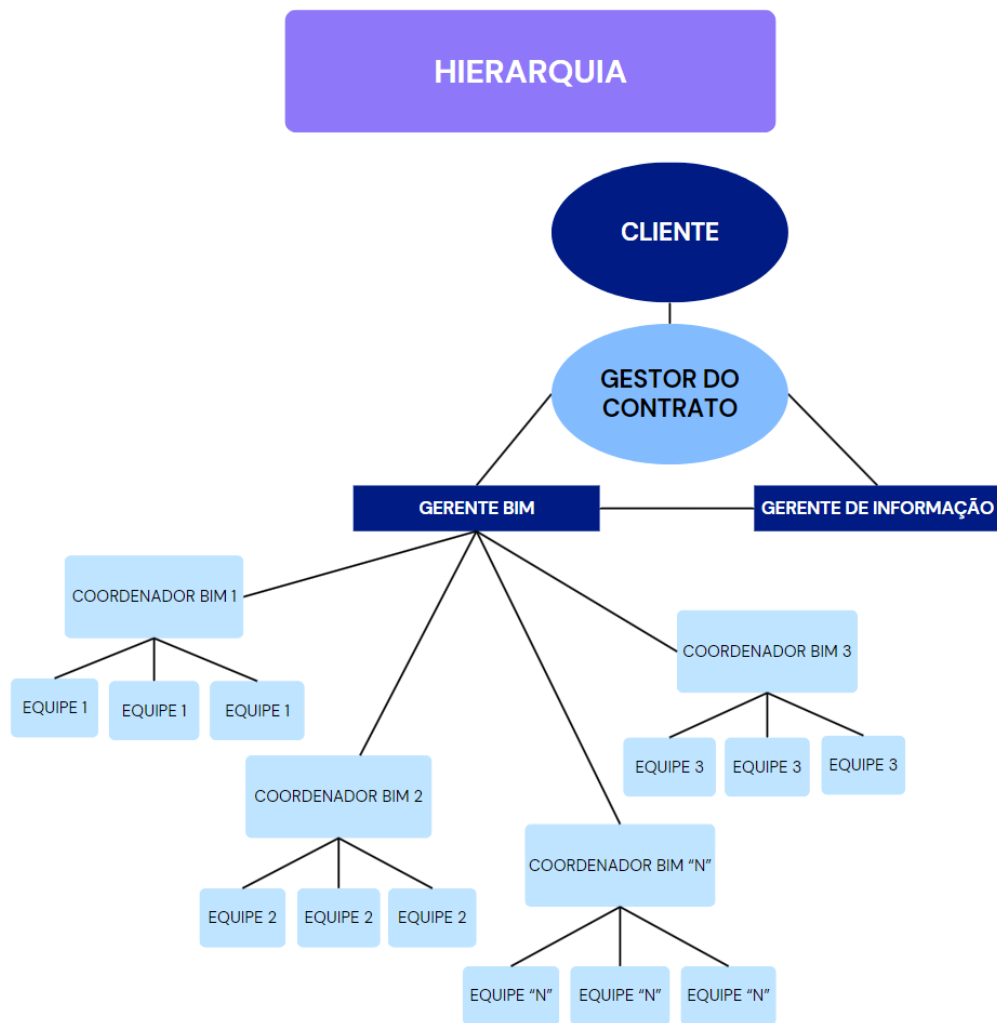 HIERARQUIA
CLIENTE
GESTOR DO
CONTRATO
GERENTE BIM
GERENTE DE INFORMAÇÃO
COORDENADOR BIM 1
EQUIPE 1
EQUIPE 1
EQUIPE 1
COORDENADOR BIM 2
EQUIPE 2
EQUIPE 2
EQUIPE 2
COORDENADOR BIM “N”
EQUIPE “N”
EQUIPE “N”
EQUIPE “N”
COORDENADOR BIM 3
EQUIPE 3
EQUIPE 3
EQUIPE 3